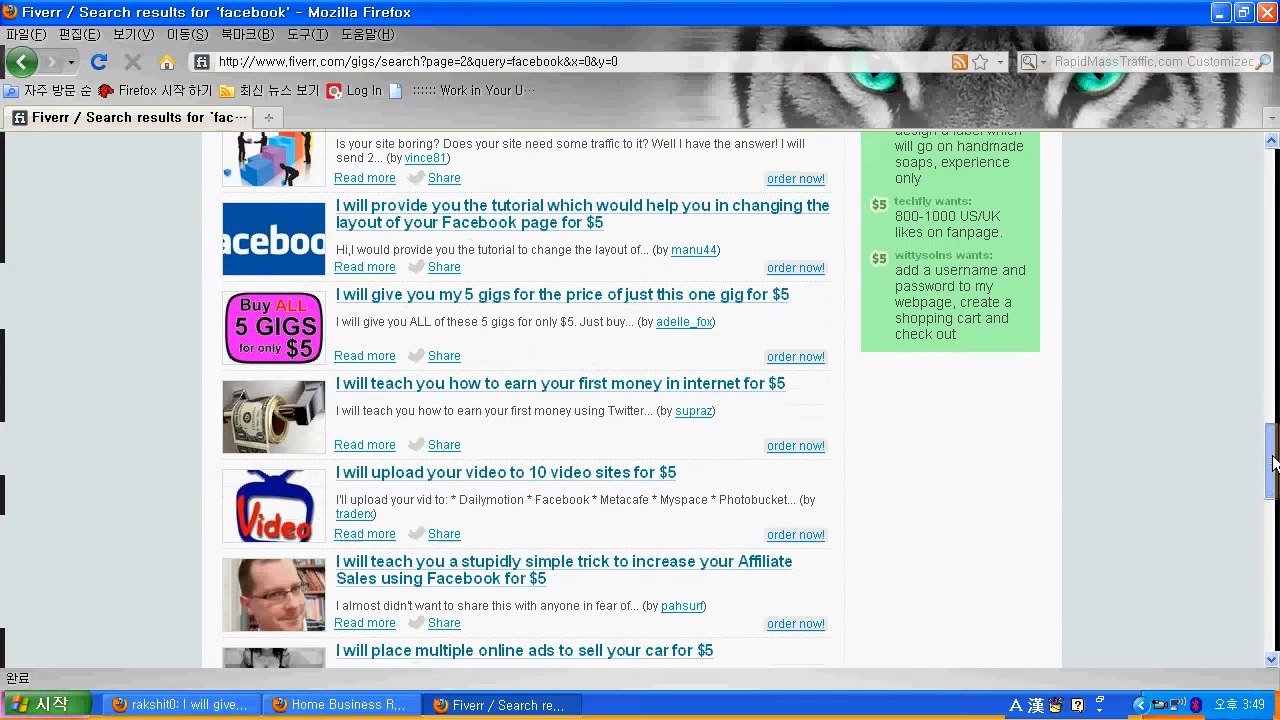 Fiverr / Search results for 'facebook' - Mozilla Firefox
파일(F) 편집(E) 보기(V) 이동(S) 북마크(B) 도구(T) 도움말(H)
http://www.fiverr.com/gigs/search?page=2&query=facebook&x=0&y=0
RapidMassTraffic.com Customizec
자주 방문 순 Firefox 시작 하기 최신 뉴스 보기 Log In :::::: Work in Your O···
Fiverr / Search results for 'fac···
Is your site boring? Does your site need some traffic to it? Well I have the answer! I will
send 2... (by vince81)
Read more Share order now!
aceboo
I will provide you the tutorial which would help you in changing the
layout of your Facebook page for $5
Hi,I would provide you the tutorial to change the layout of... (by manu44)
Read more Share order now!
Buy ALL
5 GIGS
for only $5
I will give you my 5 gigs for the price of just this one gig for $5
I will give you ALL of these 5 gigs for only $5. Just buy... (by adelle_fox)
Read more Share order now!
I will teach you how to earn your first money in internet for $5
I will teach you how to earn your first money using Twitter... (by supraz)
Read more Share order now!
Video
I will upload your video to 10 video sites for $5
I'll upload your vid to: * Dailymotion * Facebook * Metacafe * Myspace * Photobucket... (by
traderx)
Read more Share order now!
I will teach you a stupidly simple trick to increase your Affiliate
Sales using Facebook for $5
I almost didn't want to share this with anyone in fear of... (by pahsurf)
Read more Share order now!
I will place multiple online ads to sell your car for $5
design a label which
will go on handmade
soaps, experience
only
$5 techfly wants:
800-1000 US/UK
likes on fanpage.
$5 wittysolns wants:
add a username and
password to my
webpage, create a
shopping cart and
check out
완료
시작 rakshit0: I will give... Home Business R... Fiverr / Search re... A 漢 오후 3:49